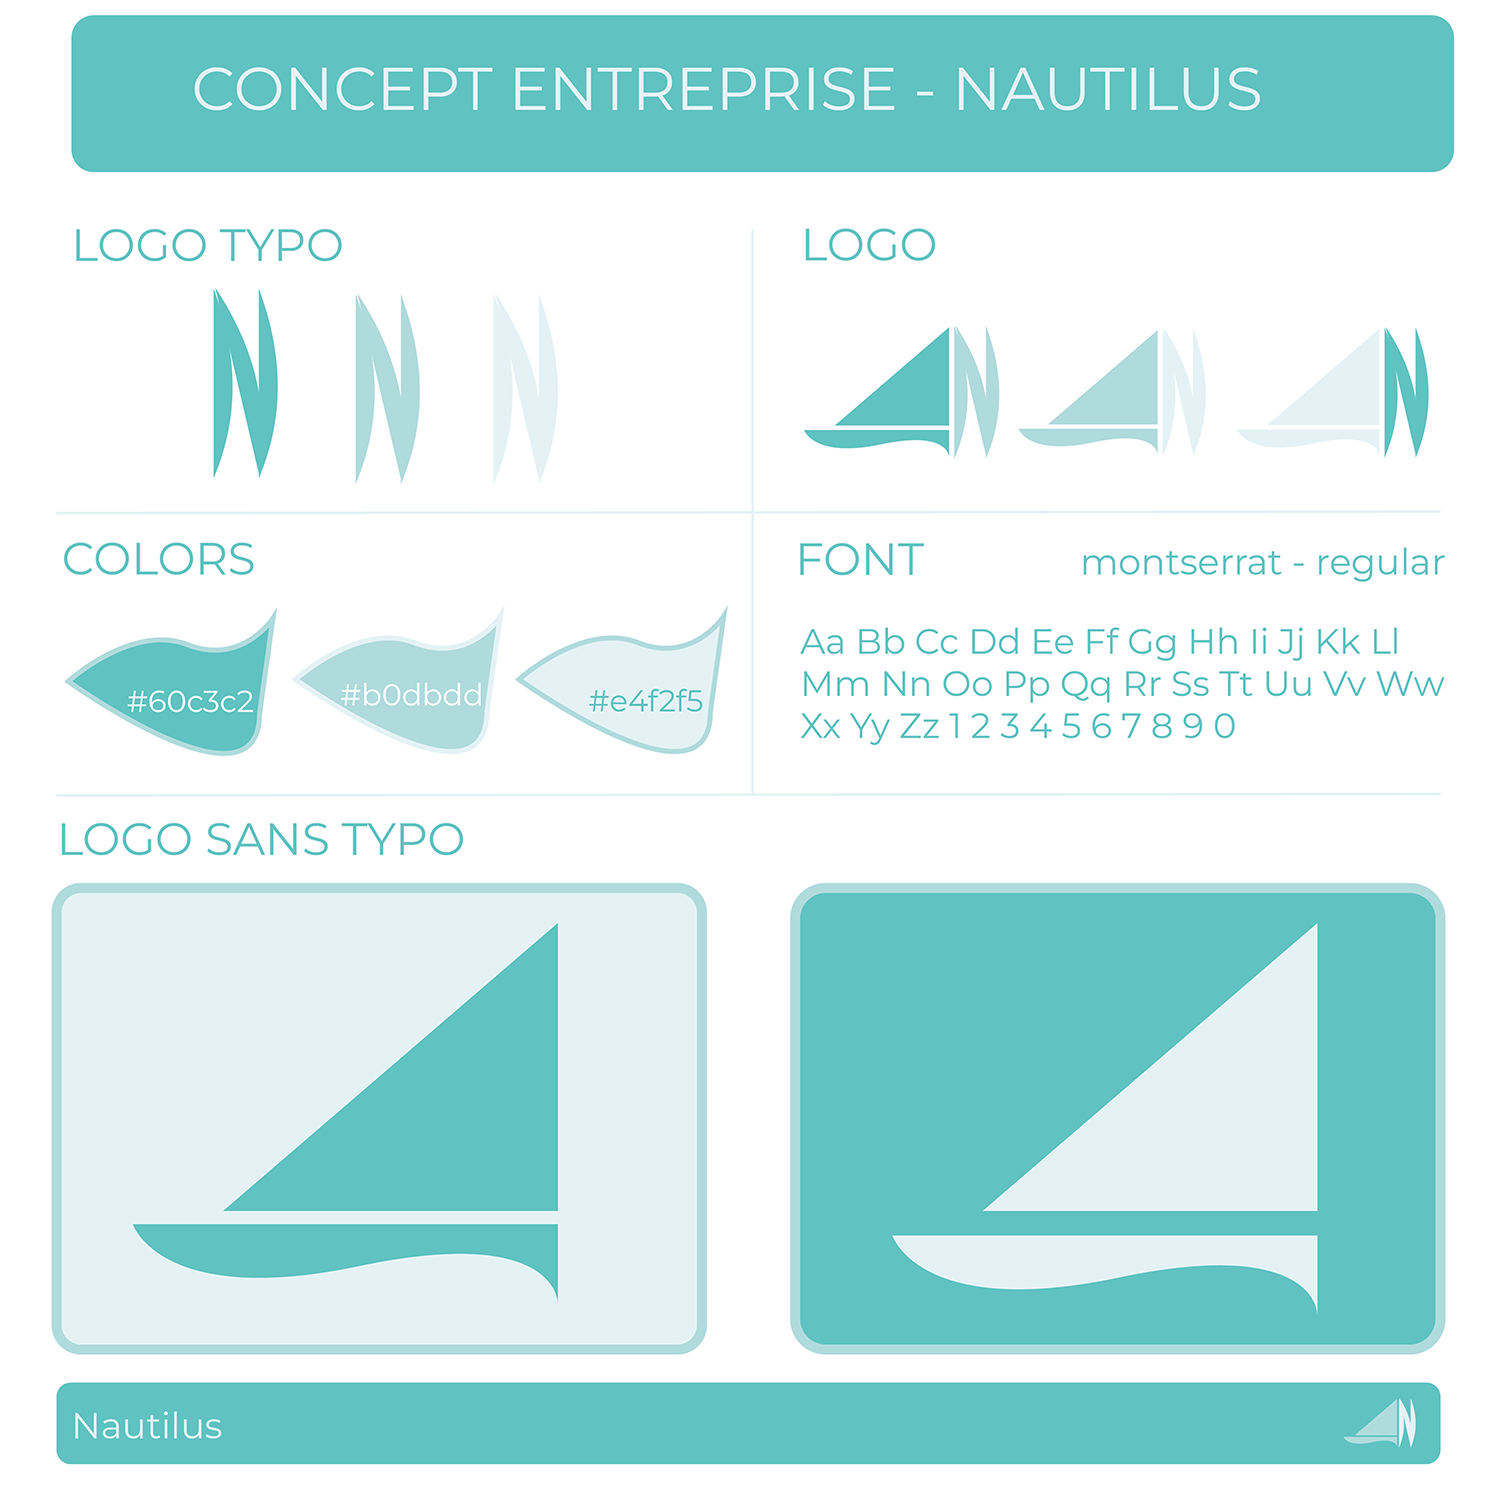 CONCEPT ENTREPRISE - NAUTILUS
LOGO TYPO
N N N
LOGO
N N N
COLORS
#60c3c2 #b0dbdd #e4f2f5
FONT montserrat - regular
Aa Bb Cc Dd Ee Ff Gg Hh Ii Jj Kk Ll
Mm Nn Oo Pp Qq Rr Ss Tt Uu Vv Ww
Xx Yy Zz 1 2 3 4 5 6 7 8 9 0
LOGO SANS TYPO
Nautilus N